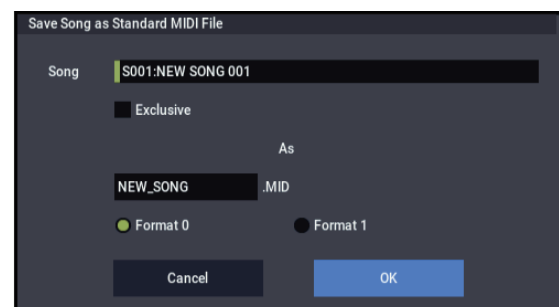 Save Song as Standard MIDI File
Song S001:NEW SONG 001
Exclusive
As
NEW_SONG .MID
Format 0 Format 1
Cancel OK